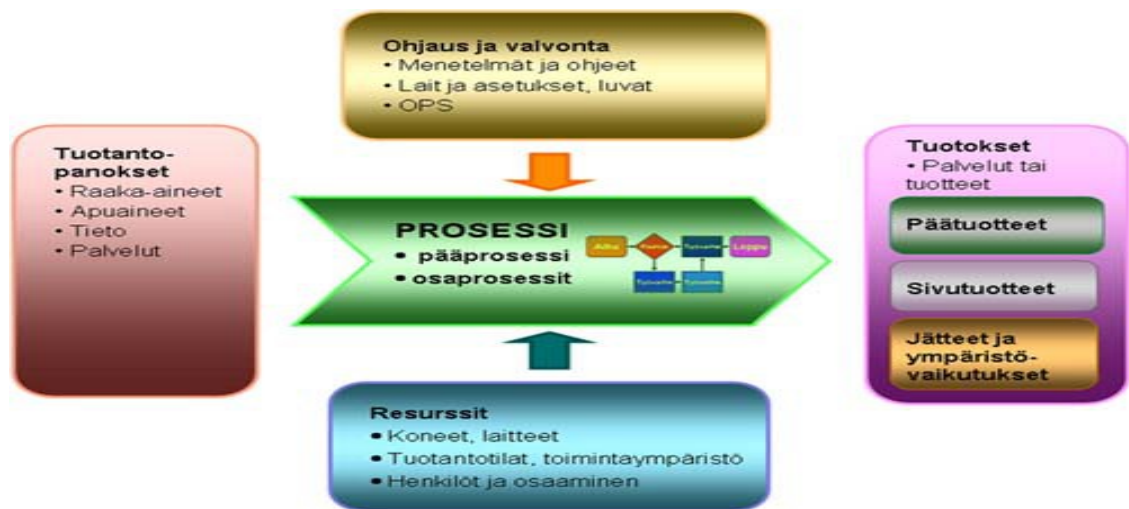 Ohjaus ja valvonta
• Menetelmät ja ohjeet
• Lait ja asetukset, luvat
• OPS
Tuotanto-
panokset
• Raaka-aineet
• Apuaineet
• Tieto
• Palvelut
PROSESSI
• pääprosessi
• osaprosessit
Alku
Loppu
Tuotokset
• Palvelut tai
tuotteet
Päätuotteet
Sivutuotteet
Jätteet ja
ympäristö-
vaikutukset
Resurssit
• Koneet, laitteet
• Tuotantotilat, toimintaympäristö
• Henkilöt ja osaaminen